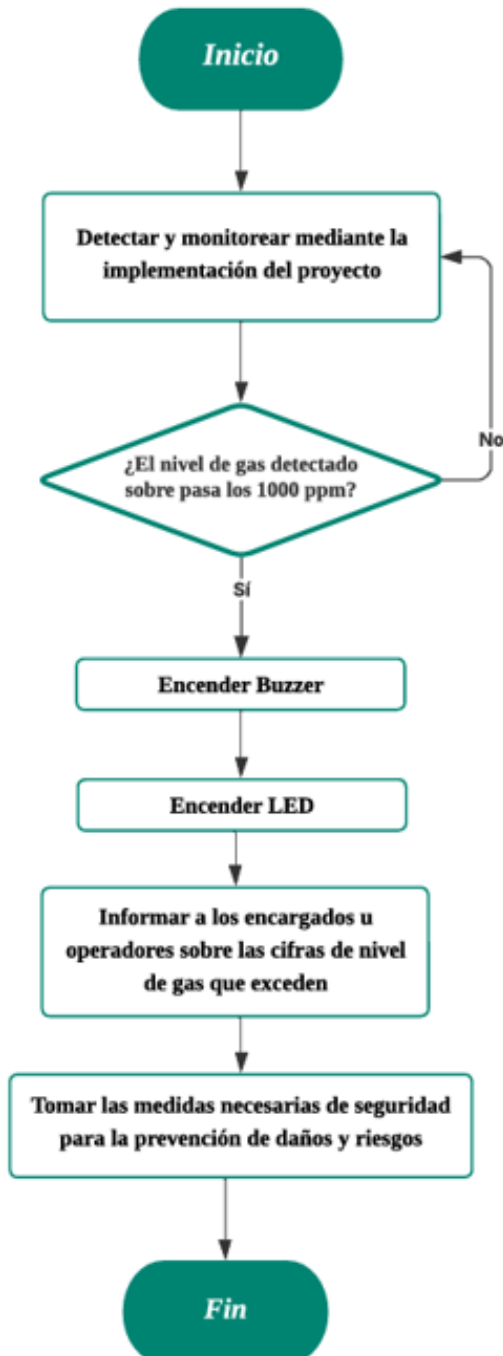 Inicio
Detectar y monitorear mediante la
implementación del proyecto
No
¿El nivel de gas detectado
sobre pasa los 1000 ppm?
Sí
Encender Buzzer
Encender LED
Informar a los encargados u
operadores sobre las cifras de nivel
de gas que exceden
Tomar las medidas necesarias de seguridad
para la prevención de daños y riesgos
Fin